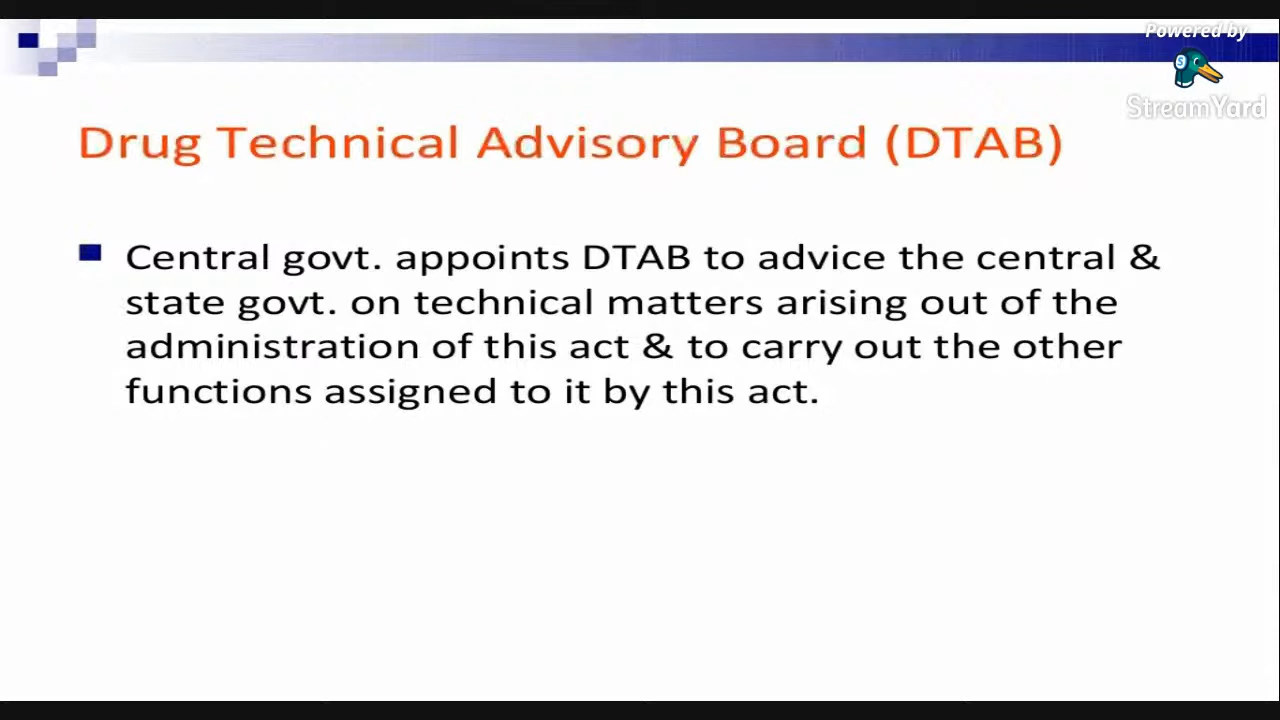 Powered by
StreamYard
Drug Technical Advisory Board (DTAB)
Central govt. appoints DTAB to advice the central &
state govt. on technical matters arising out of the
administration of this act & to carry out the other
functions assigned to it by this act.